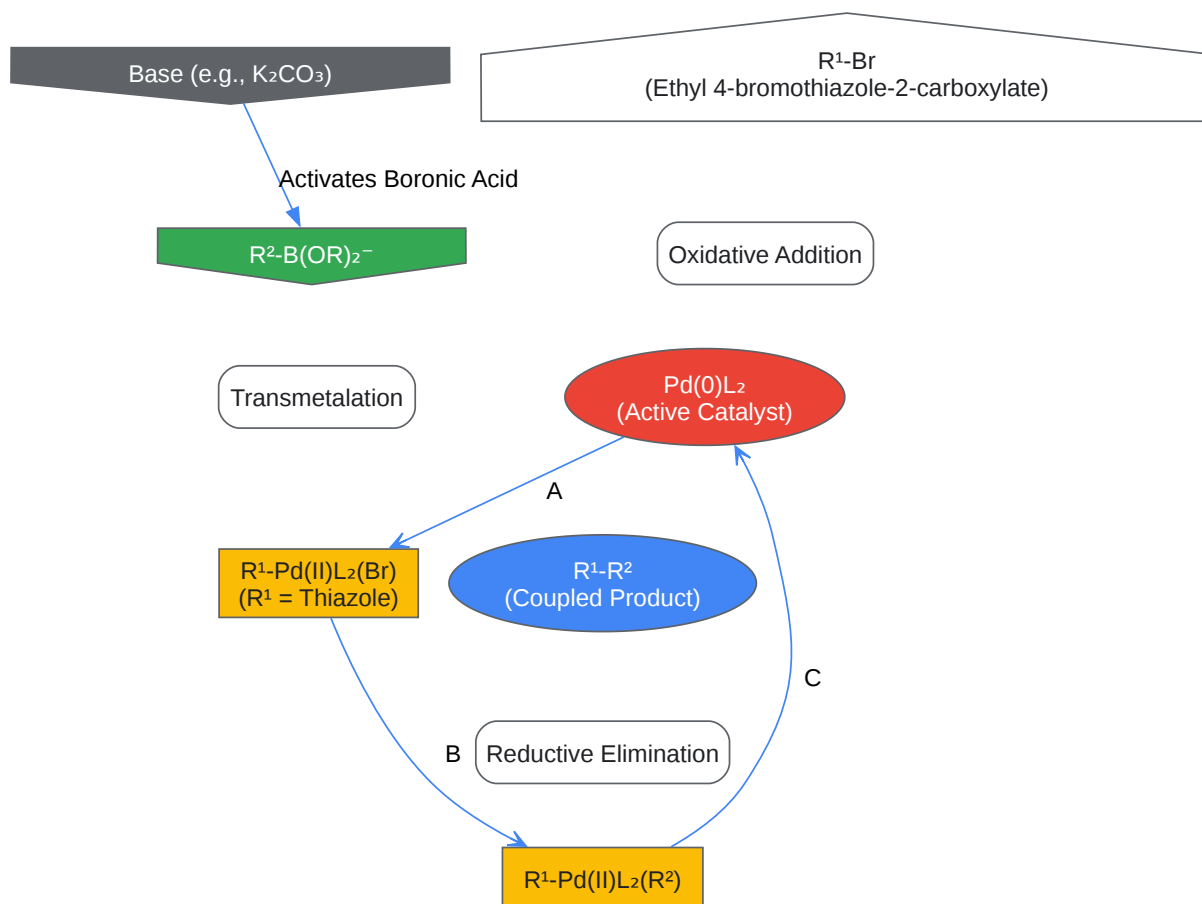 Base (e.g., K₂CO₃)
R¹-Br
(Ethyl 4-bromothiazole-2-carboxylate)
Activates Boronic Acid
R²-B(OR)₂⁻
Oxidative Addition
Transmetalation
Pd(0)L₂
(Active Catalyst)
A
R¹-Pd(II)L₂(Br)
(R¹ = Thiazole)
R¹-R²
(Coupled Product)
C
B
Reductive Elimination
R¹-Pd(II)L₂(R²)